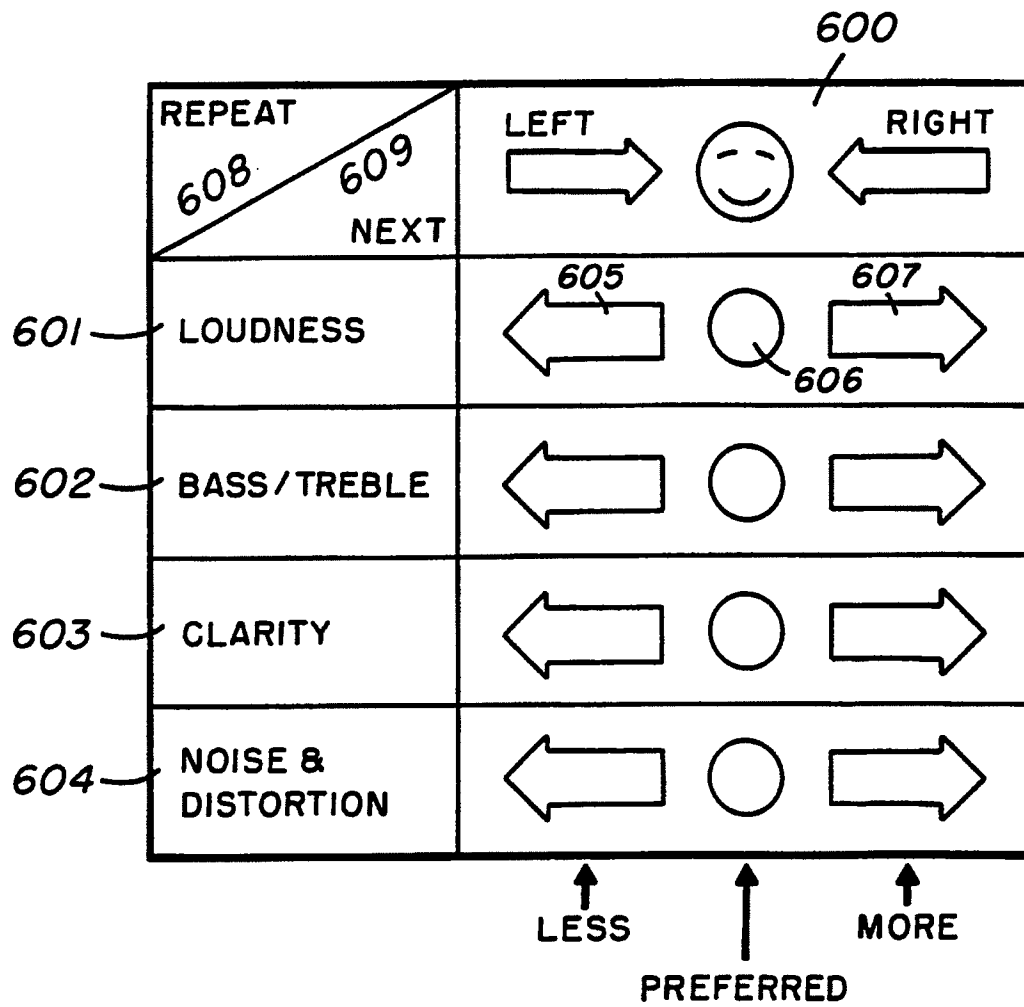 600
REPEAT
608
609
NEXT
LEFT
RIGHT
601
LOUDNESS
605
607
606
602
BASS/TREBLE
603
CLARITY
604
NOISE &
DISTORTION
LESS
MORE
PREFERRED